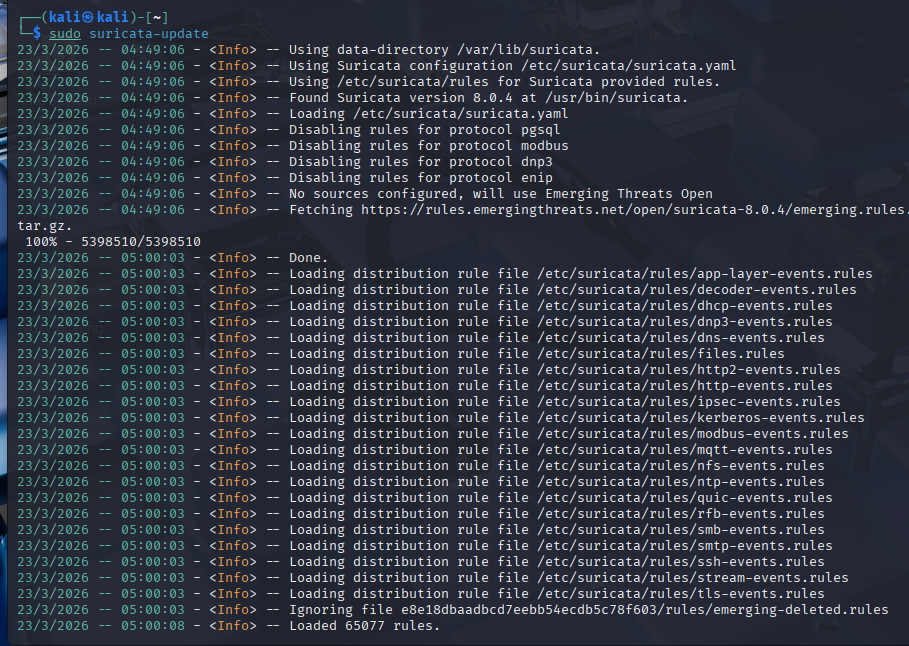 ┌──(kali㉿kali)-[~]
└─$ sudo suricata-update
23/3/2026 -- 04:49:06 - <Info> -- Using data-directory /var/lib/suricata.
23/3/2026 -- 04:49:06 - <Info> -- Using Suricata configuration /etc/suricata/suricata.yaml
23/3/2026 -- 04:49:06 - <Info> -- Using /etc/suricata/rules for Suricata provided rules.
23/3/2026 -- 04:49:06 - <Info> -- Found Suricata version 8.0.4 at /usr/bin/suricata.
23/3/2026 -- 04:49:06 - <Info> -- Loading /etc/suricata/suricata.yaml
23/3/2026 -- 04:49:06 - <Info> -- Disabling rules for protocol pgsql
23/3/2026 -- 04:49:06 - <Info> -- Disabling rules for protocol modbus
23/3/2026 -- 04:49:06 - <Info> -- Disabling rules for protocol dnp3
23/3/2026 -- 04:49:06 - <Info> -- Disabling rules for protocol enip
23/3/2026 -- 04:49:06 - <Info> -- No sources configured, will use Emerging Threats Open
23/3/2026 -- 04:49:06 - <Info> -- Fetching https://rules.emergingthreats.net/open/suricata-8.0.4/emerging.rules.
tar.gz.
 100% - 5398510/5398510
23/3/2026 -- 05:00:03 - <Info> -- Done.
23/3/2026 -- 05:00:03 - <Info> -- Loading distribution rule file /etc/suricata/rules/app-layer-events.rules
23/3/2026 -- 05:00:03 - <Info> -- Loading distribution rule file /etc/suricata/rules/decoder-events.rules
23/3/2026 -- 05:00:03 - <Info> -- Loading distribution rule file /etc/suricata/rules/dhcp-events.rules
23/3/2026 -- 05:00:03 - <Info> -- Loading distribution rule file /etc/suricata/rules/dnp3-events.rules
23/3/2026 -- 05:00:03 - <Info> -- Loading distribution rule file /etc/suricata/rules/dns-events.rules
23/3/2026 -- 05:00:03 - <Info> -- Loading distribution rule file /etc/suricata/rules/files.rules
23/3/2026 -- 05:00:03 - <Info> -- Loading distribution rule file /etc/suricata/rules/http2-events.rules
23/3/2026 -- 05:00:03 - <Info> -- Loading distribution rule file /etc/suricata/rules/http-events.rules
23/3/2026 -- 05:00:03 - <Info> -- Loading distribution rule file /etc/suricata/rules/ipsec-events.rules
23/3/2026 -- 05:00:03 - <Info> -- Loading distribution rule file /etc/suricata/rules/kerberos-events.rules
23/3/2026 -- 05:00:03 - <Info> -- Loading distribution rule file /etc/suricata/rules/modbus-events.rules
23/3/2026 -- 05:00:03 - <Info> -- Loading distribution rule file /etc/suricata/rules/mqtt-events.rules
23/3/2026 -- 05:00:03 - <Info> -- Loading distribution rule file /etc/suricata/rules/nfs-events.rules
23/3/2026 -- 05:00:03 - <Info> -- Loading distribution rule file /etc/suricata/rules/ntp-events.rules
23/3/2026 -- 05:00:03 - <Info> -- Loading distribution rule file /etc/suricata/rules/quic-events.rules
23/3/2026 -- 05:00:03 - <Info> -- Loading distribution rule file /etc/suricata/rules/rfb-events.rules
23/3/2026 -- 05:00:03 - <Info> -- Loading distribution rule file /etc/suricata/rules/smb-events.rules
23/3/2026 -- 05:00:03 - <Info> -- Loading distribution rule file /etc/suricata/rules/smtp-events.rules
23/3/2026 -- 05:00:03 - <Info> -- Loading distribution rule file /etc/suricata/rules/ssh-events.rules
23/3/2026 -- 05:00:03 - <Info> -- Loading distribution rule file /etc/suricata/rules/stream-events.rules
23/3/2026 -- 05:00:03 - <Info> -- Loading distribution rule file /etc/suricata/rules/tls-events.rules
23/3/2026 -- 05:00:03 - <Info> -- Ignoring file e8e18dbaadbcd7eebb54ecdb5c78f603/rules/emerging-deleted.rules
23/3/2026 -- 05:00:08 - <Info> -- Loaded 65077 rules.